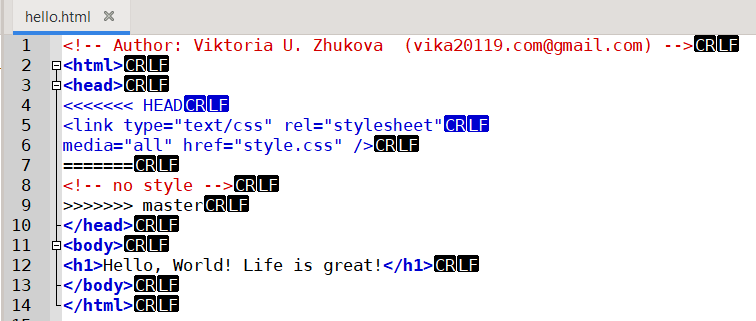 hello.html
1 <!-- Author: Viktoria U. Zhukova  (vika20119.com@gmail.com) -->CRLF
2 <html>CRLF
3 <head>CRLF
4 <<<<<<< HEADCRLF
5 <link type="text/css" rel="stylesheet"CRLF
6 media="all" href="style.css" />CRLF
7 =======CRLF
8 <!-- no style -->CRLF
9 >>>>>>> masterCRLF
10 </head>CRLF
11 <body>CRLF
12 <h1>Hello, World! Life is great!</h1>CRLF
13 </body>CRLF
14 </html>CRLF